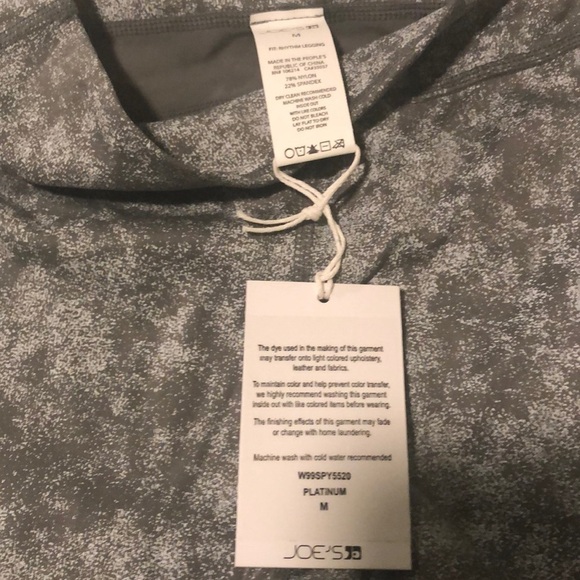 M
FIT: RHYTHM LEGGING
MADE IN THE PEOPLE'S
REPUBLIC OF CHINA
78% NYLON
22% SPANDEX
DRY CLEAN RECOMMENDED
MACHINE WASH COLD
INSIDE OUT
WITH LIKE COLORS
DO NOT BLEACH
LAY FLAT TO DRY
DO NOT IRON
The dye used in the making of this garment
may transfer onto light colored upholstery,
leather and fabrics.
To maintain color and help prevent color transfer,
we highly recommend washing this garment
inside out with like colored items before wearing.
The finishing effects of this garment may fade
or change with home laundering.
Machine wash with cold water recommended
W99SPY5520
PLATINUM
M
JOE'S